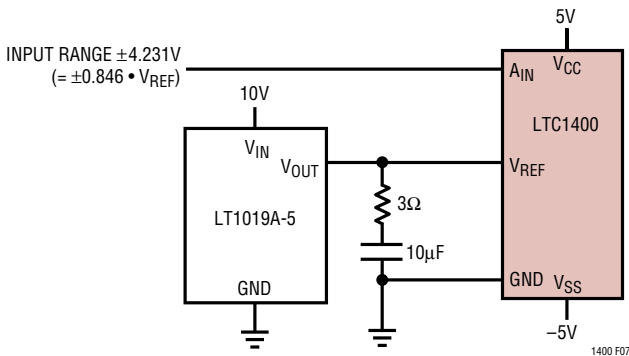 5V
INPUT RANGE ±4.231V
(= ±0.846 • VREF)
AIN
VCC
10V
LTC1400
VIN
VOUT
VREF
3Ω
LT1019A-5
10µF
GND
GND
VSS
–5V
1400 F07